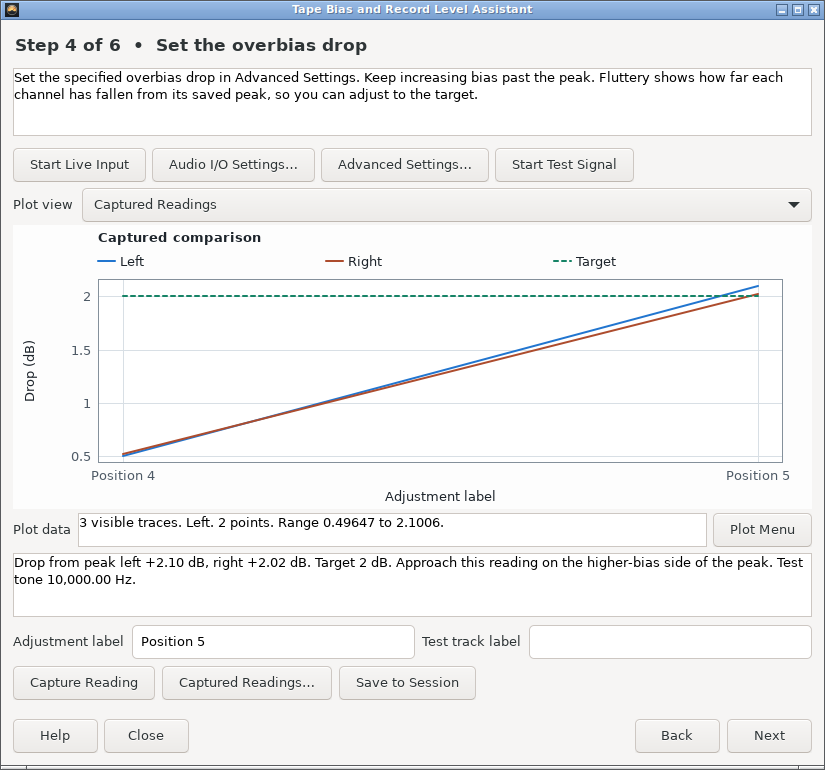 Tape Bias and Record Level Assistant
Step 4 of 6 • Set the overbias drop
Set the specified overbias drop in Advanced Settings. Keep increasing bias past the peak. Fluttery shows how far each
channel has fallen from its saved peak, so you can adjust to the target.
Start Live Input Audio I/O Settings... Advanced Settings... Start Test Signal
Plot view Captured Readings
Captured comparison
Left Right Target
2
1.5
1
0.5
Drop (dB)
Position 4 Position 5
Adjustment label
Plot data 3 visible traces. Left. 2 points. Range 0.49647 to 2.1006. Plot Menu
Drop from peak left +2.10 dB, right +2.02 dB. Target 2 dB. Approach this reading on the higher-bias side of the peak. Test
tone 10,000.00 Hz.
Adjustment label Position 5 Test track label
Capture Reading Captured Readings... Save to Session
Help Close Back Next